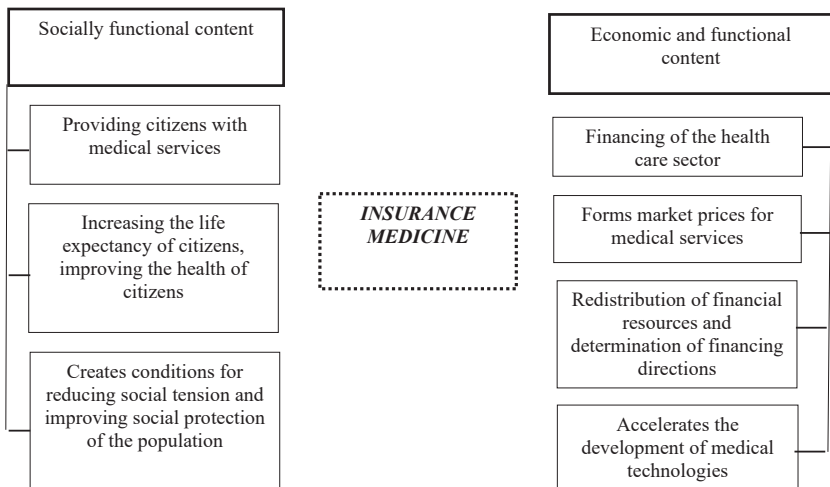 Socially functional content
Providing citizens with
medical services
Increasing the life
expectancy of citizens,
improving the health of
citizens
Creates conditions for
reducing social tension and
improving social protection
of the population
INSURANCE
MEDICINE
Economic and functional
content
Financing of the health
care sector
Forms market prices for
medical services
Redistribution of financial
resources and
determination of financing
directions
Accelerates the
development of medical
technologies